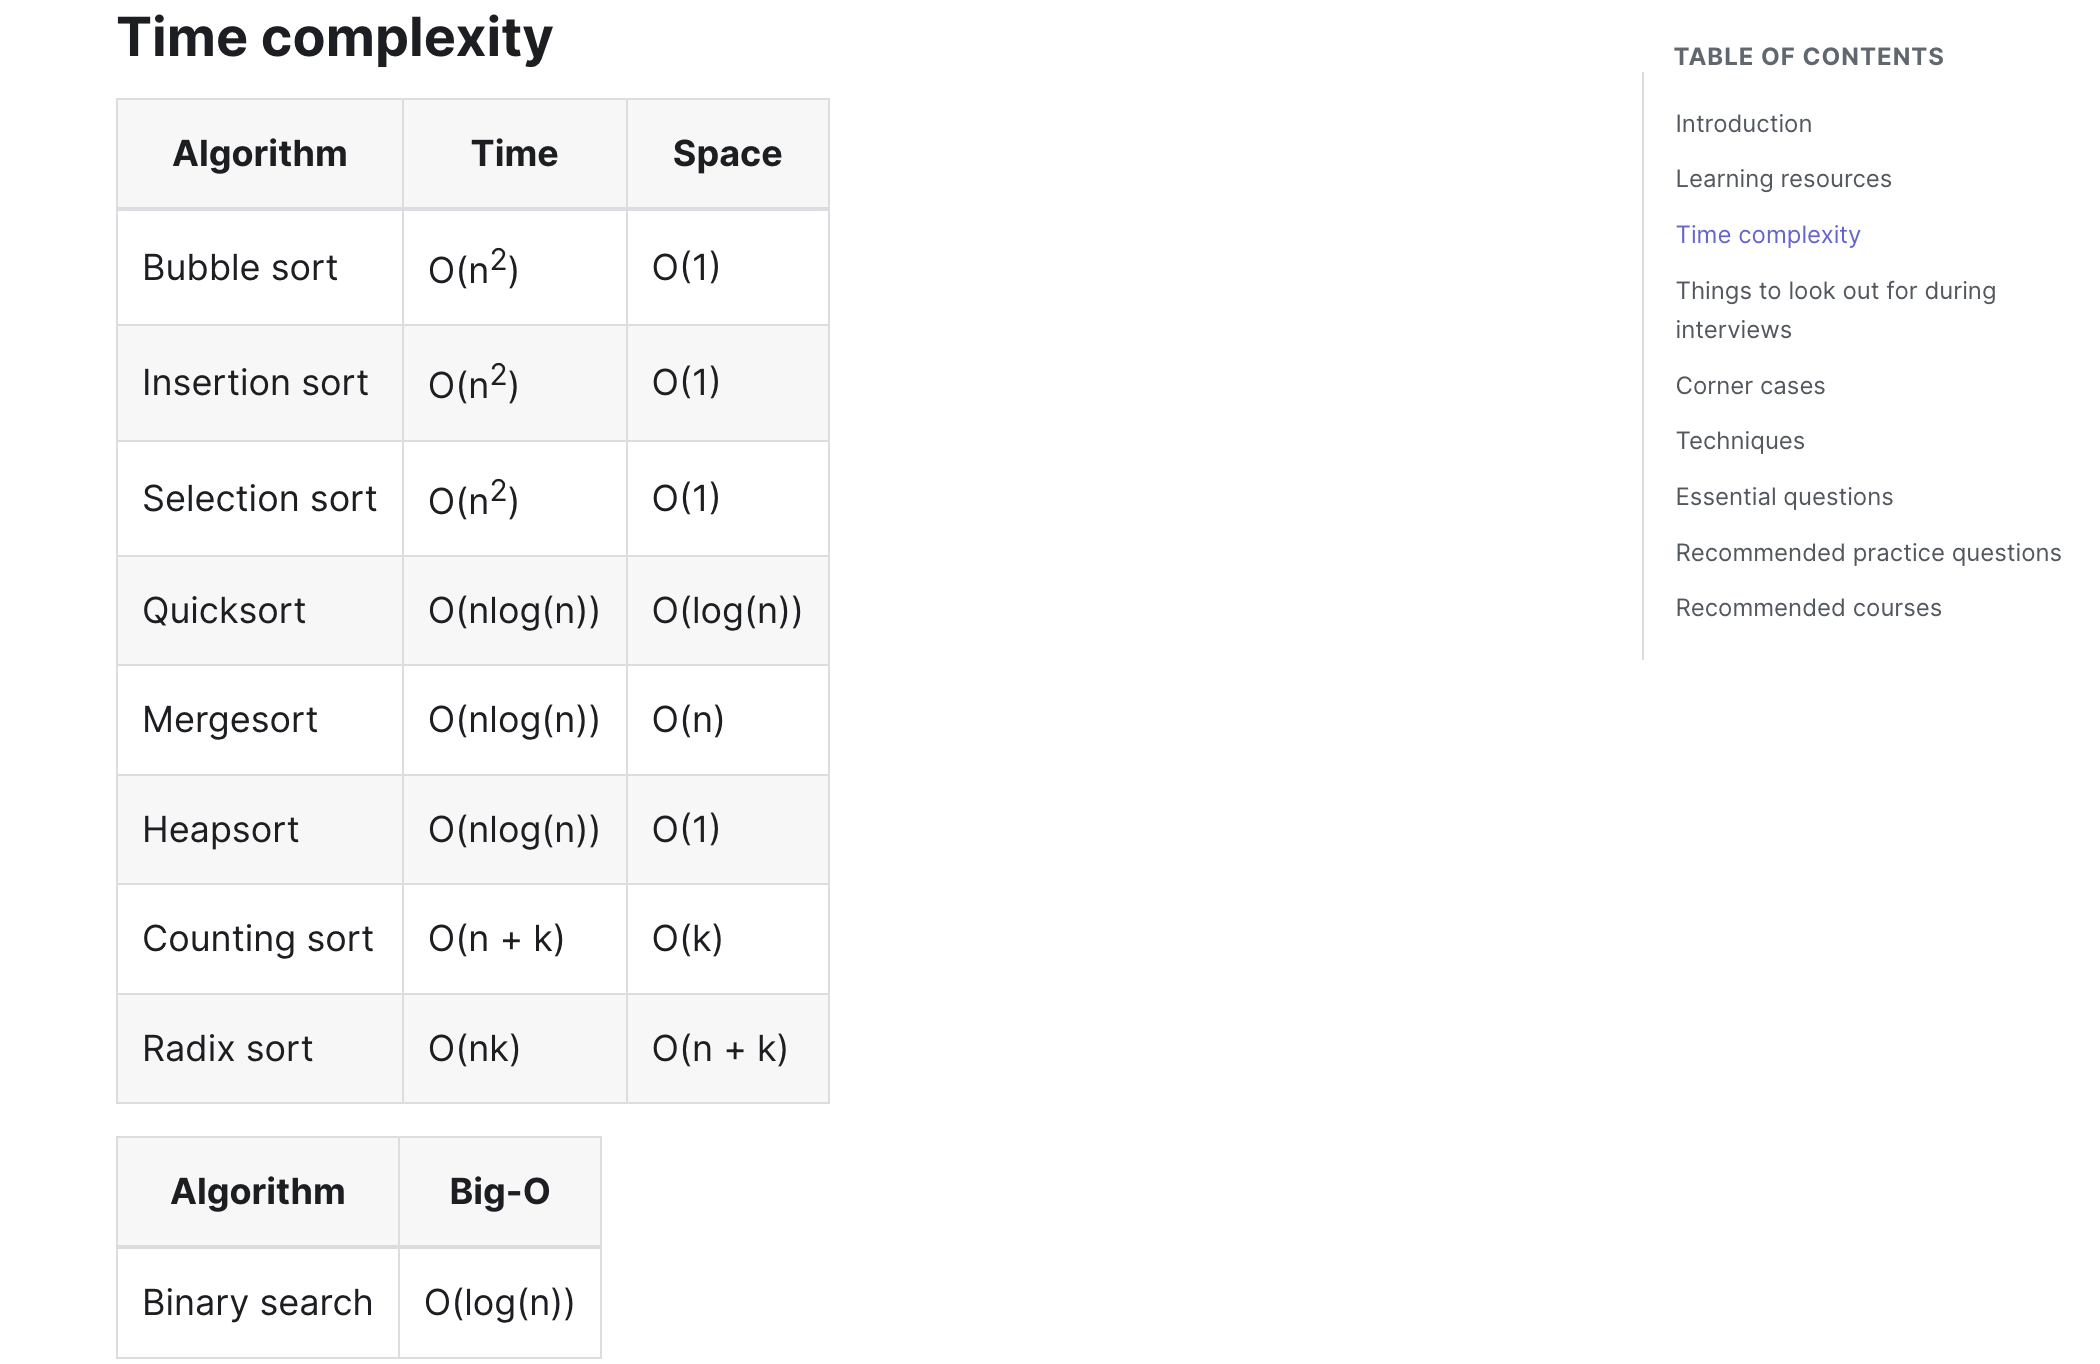 Time complexity
Algorithm Time Space
Bubble sort O(n²) O(1)
Insertion sort O(n²) O(1)
Selection sort O(n²) O(1)
Quicksort O(nlog(n)) O(log(n))
Mergesort O(nlog(n)) O(n)
Heapsort O(nlog(n)) O(1)
Counting sort O(n + k) O(k)
Radix sort O(nk) O(n + k)
Algorithm Big-O
Binary search O(log(n))
TABLE OF CONTENTS
Introduction
Learning resources
Time complexity
Things to look out for during
interviews
Corner cases
Techniques
Essential questions
Recommended practice questions
Recommended courses